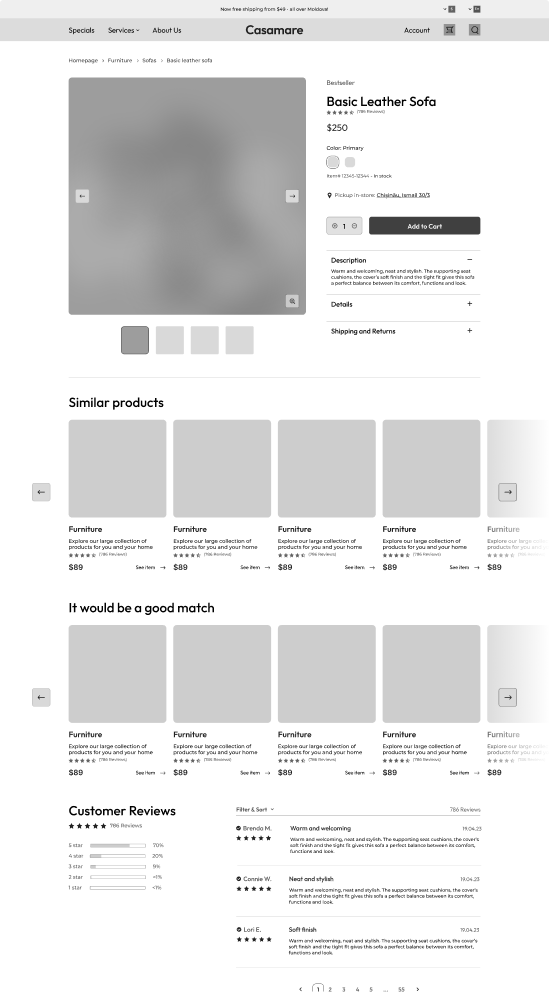 Now free shipping from $49 - all over Moldova!
Specials
Services
About Us
Casamare
Account
Homepage
Furniture
Sofas
Basic leather sofa
Bestseller
Basic Leather Sofa
(786 Reviews)
$250
Color: Primary
Item# 12345-12344 - In stock
Pickup in-store: Chișinău, Ismail 30/3
1
Add to Cart
Description
Warm and welcoming, neat and stylish. The supporting seat
cushions, the cover's soft finish and the tight fit gives this sofa
a perfect balance between its comfort, functions and look.
Details
Shipping and Returns
Similar products
Furniture
Explore our large collection of
products for you and your home
(786 Reviews)
$89
See item
Furniture
Explore our large collection of
products for you and your home
(786 Reviews)
$89
See item
Furniture
Explore our large collection of
products for you and your home
(786 Reviews)
$89
See item
Furniture
Explore our large collection of
products for you and your home
(786 Reviews)
$89
See item
Furniture
Explore our large
products for you
(786 Reviews)
$89
It would be a good match
Furniture
Explore our large collection of
products for you and your home
(786 Reviews)
$89
See item
Furniture
Explore our large collection of
products for you and your home
(786 Reviews)
$89
See item
Furniture
Explore our large collection of
products for you and your home
(786 Reviews)
$89
See item
Furniture
Explore our large collection of
products for you and your home
(786 Reviews)
$89
See item
Furniture
Explore our large
products for you
$89
Customer Reviews
786 Reviews
5 star 70%
4 star 20%
3 star 9%
2 star <1%
1 star <1%
Filter & Sort
786 Reviews
Brenda M.
Warm and welcoming
19.04.23
Warm and welcoming, neat and stylish. The supporting seat cushions, the cover's
soft finish and the tight fit gives this sofa a perfect balance between its comfort,
functions and look.
Connie W.
Neat and stylish
19.04.23
Warm and welcoming, neat and stylish. The supporting seat cushions, the cover's
soft finish and the tight fit gives this sofa a perfect balance between its comfort,
functions and look.
Lori E.
Soft finish
19.04.23
Warm and welcoming, neat and stylish. The supporting seat cushions, the cover's
soft finish and the tight fit gives this sofa a perfect balance between its comfort,
functions and look.
1 2 3 4 5 ... 55